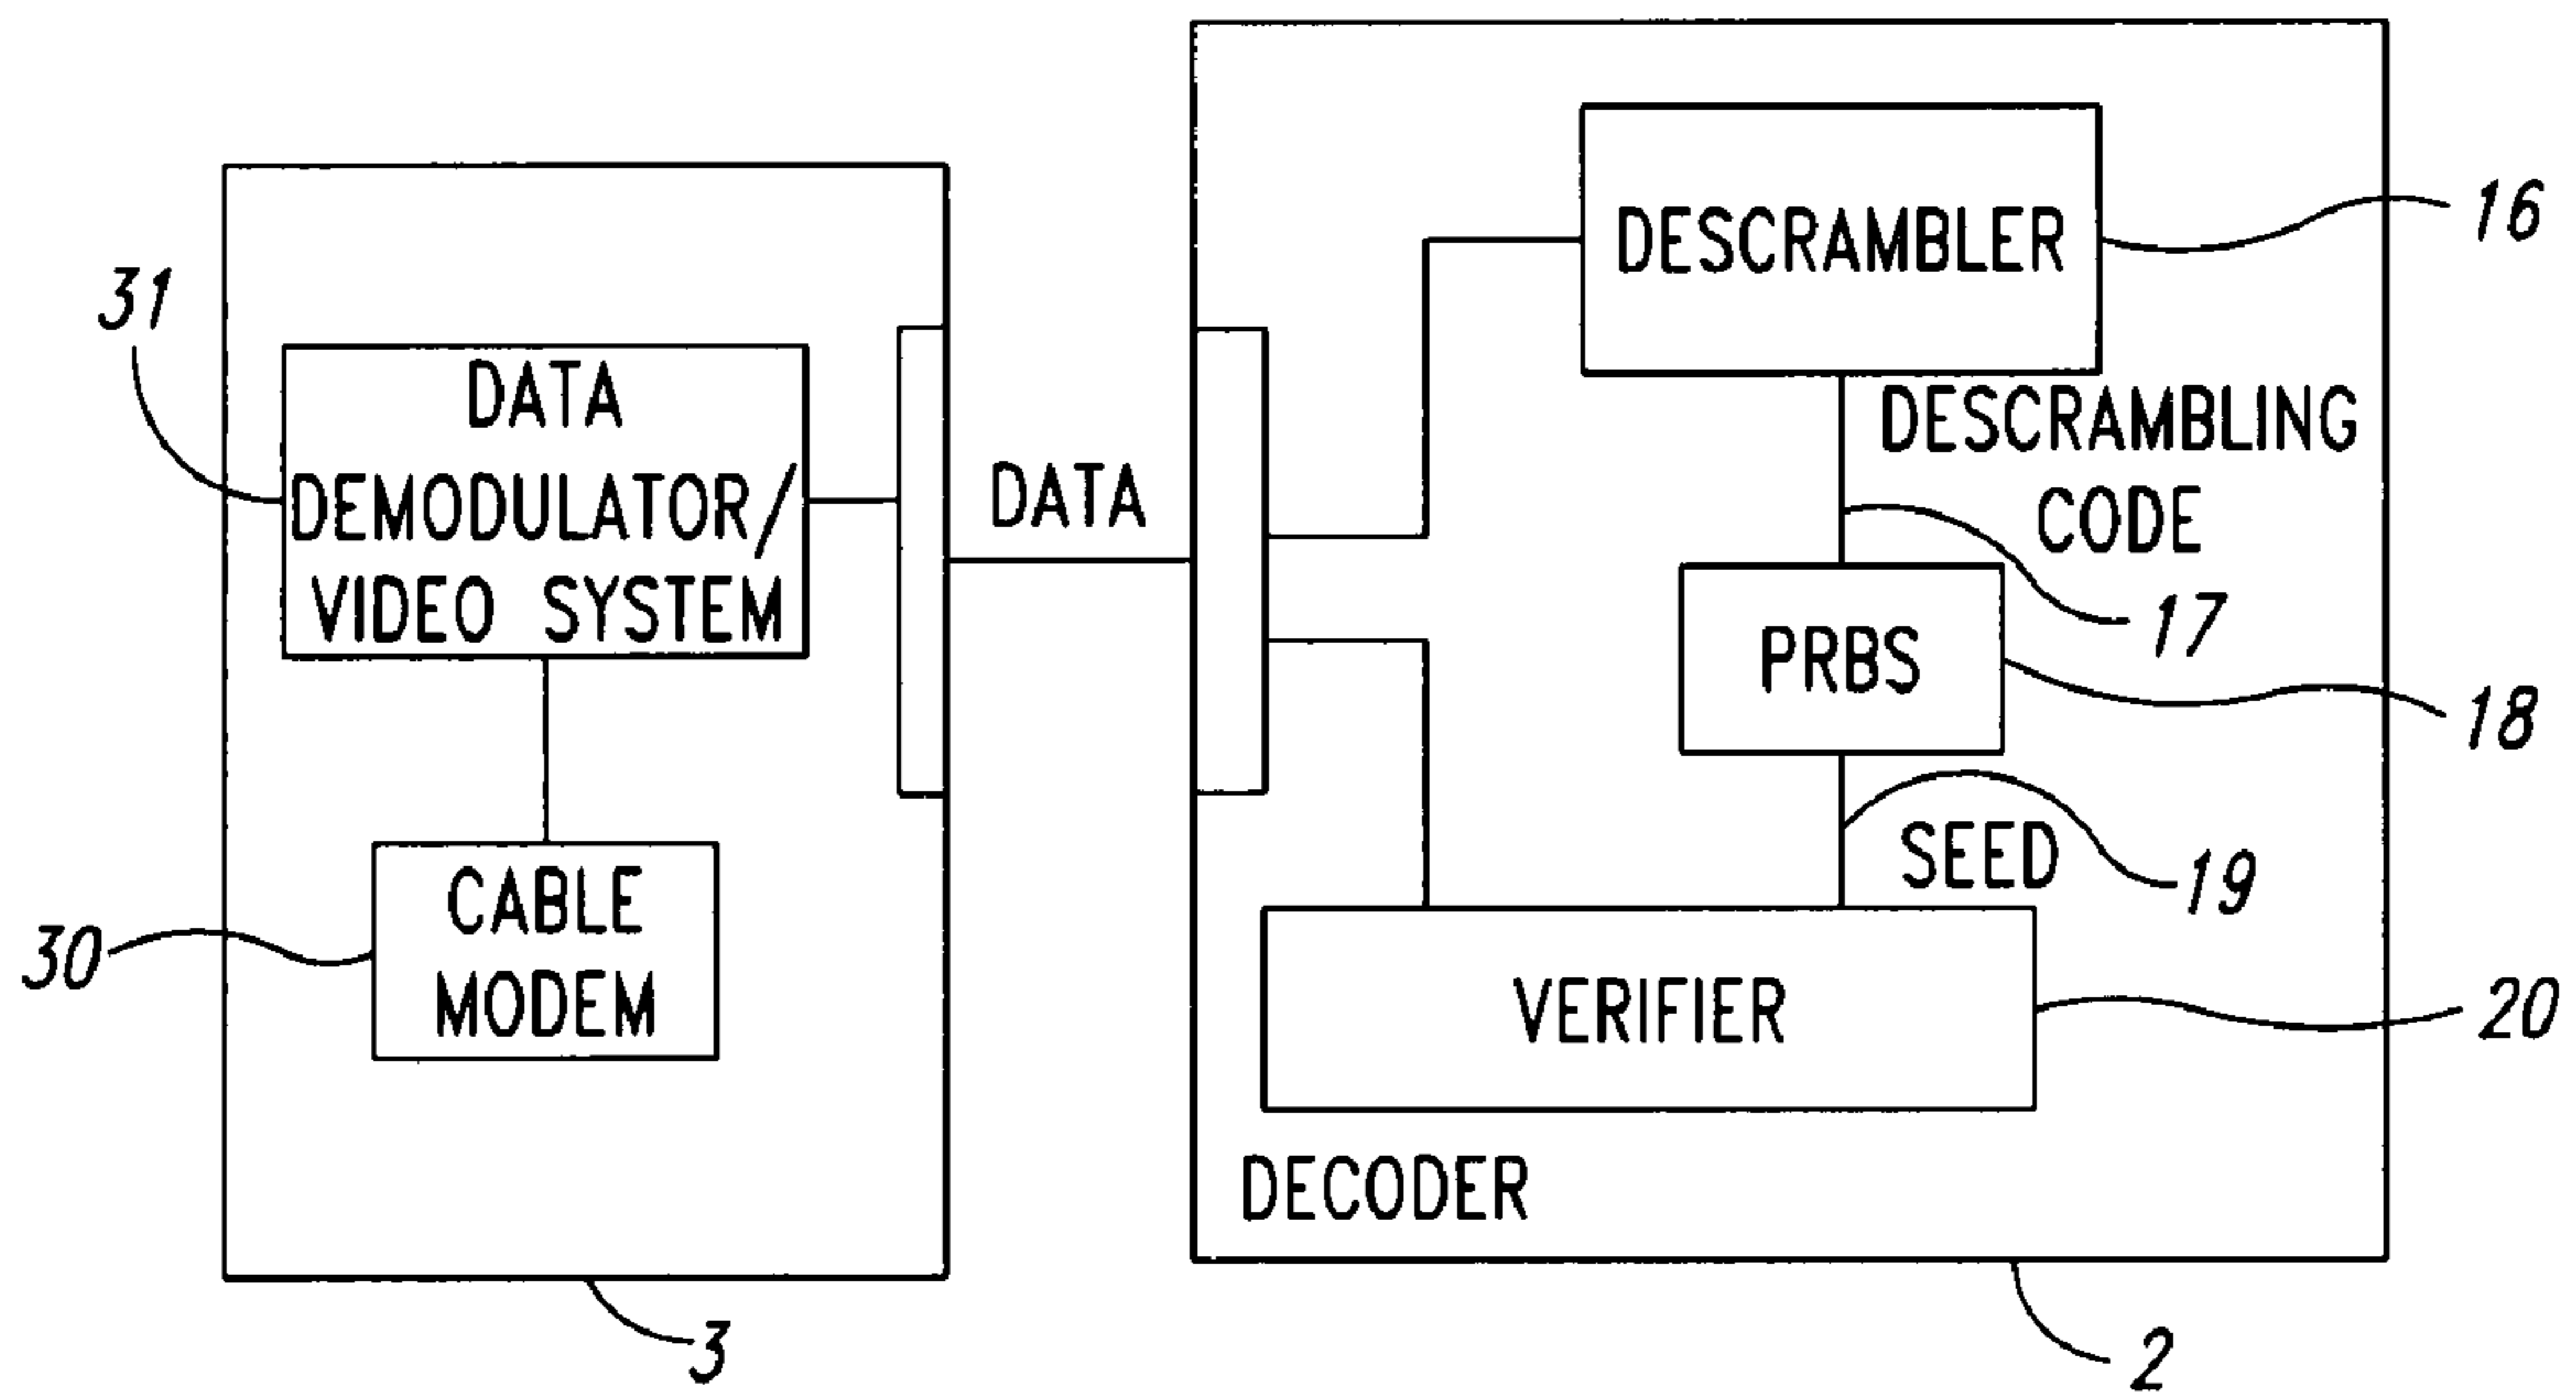 31
DATA
DEMODULATOR/
VIDEO SYSTEM
30
CABLE
MODEM
3
DATA
DESCRAMBLER
16
DESCRAMBLING
CODE
17
PRBS
18
SEED
19
VERIFIER
20
DECODER
2